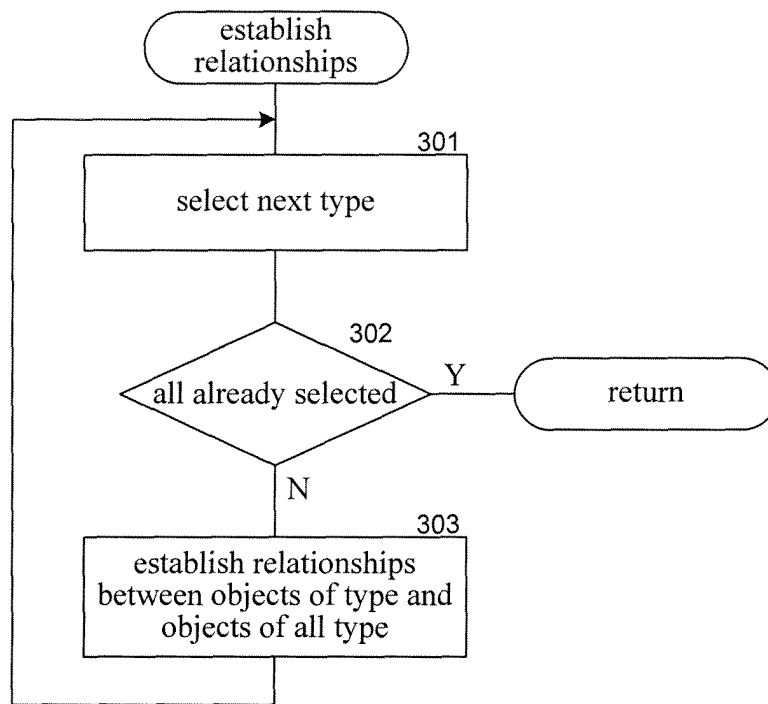 establish
relationships
301
select next type
302
all already selected
Y
return
N
303
establish relationships
between objects of type and
objects of all type